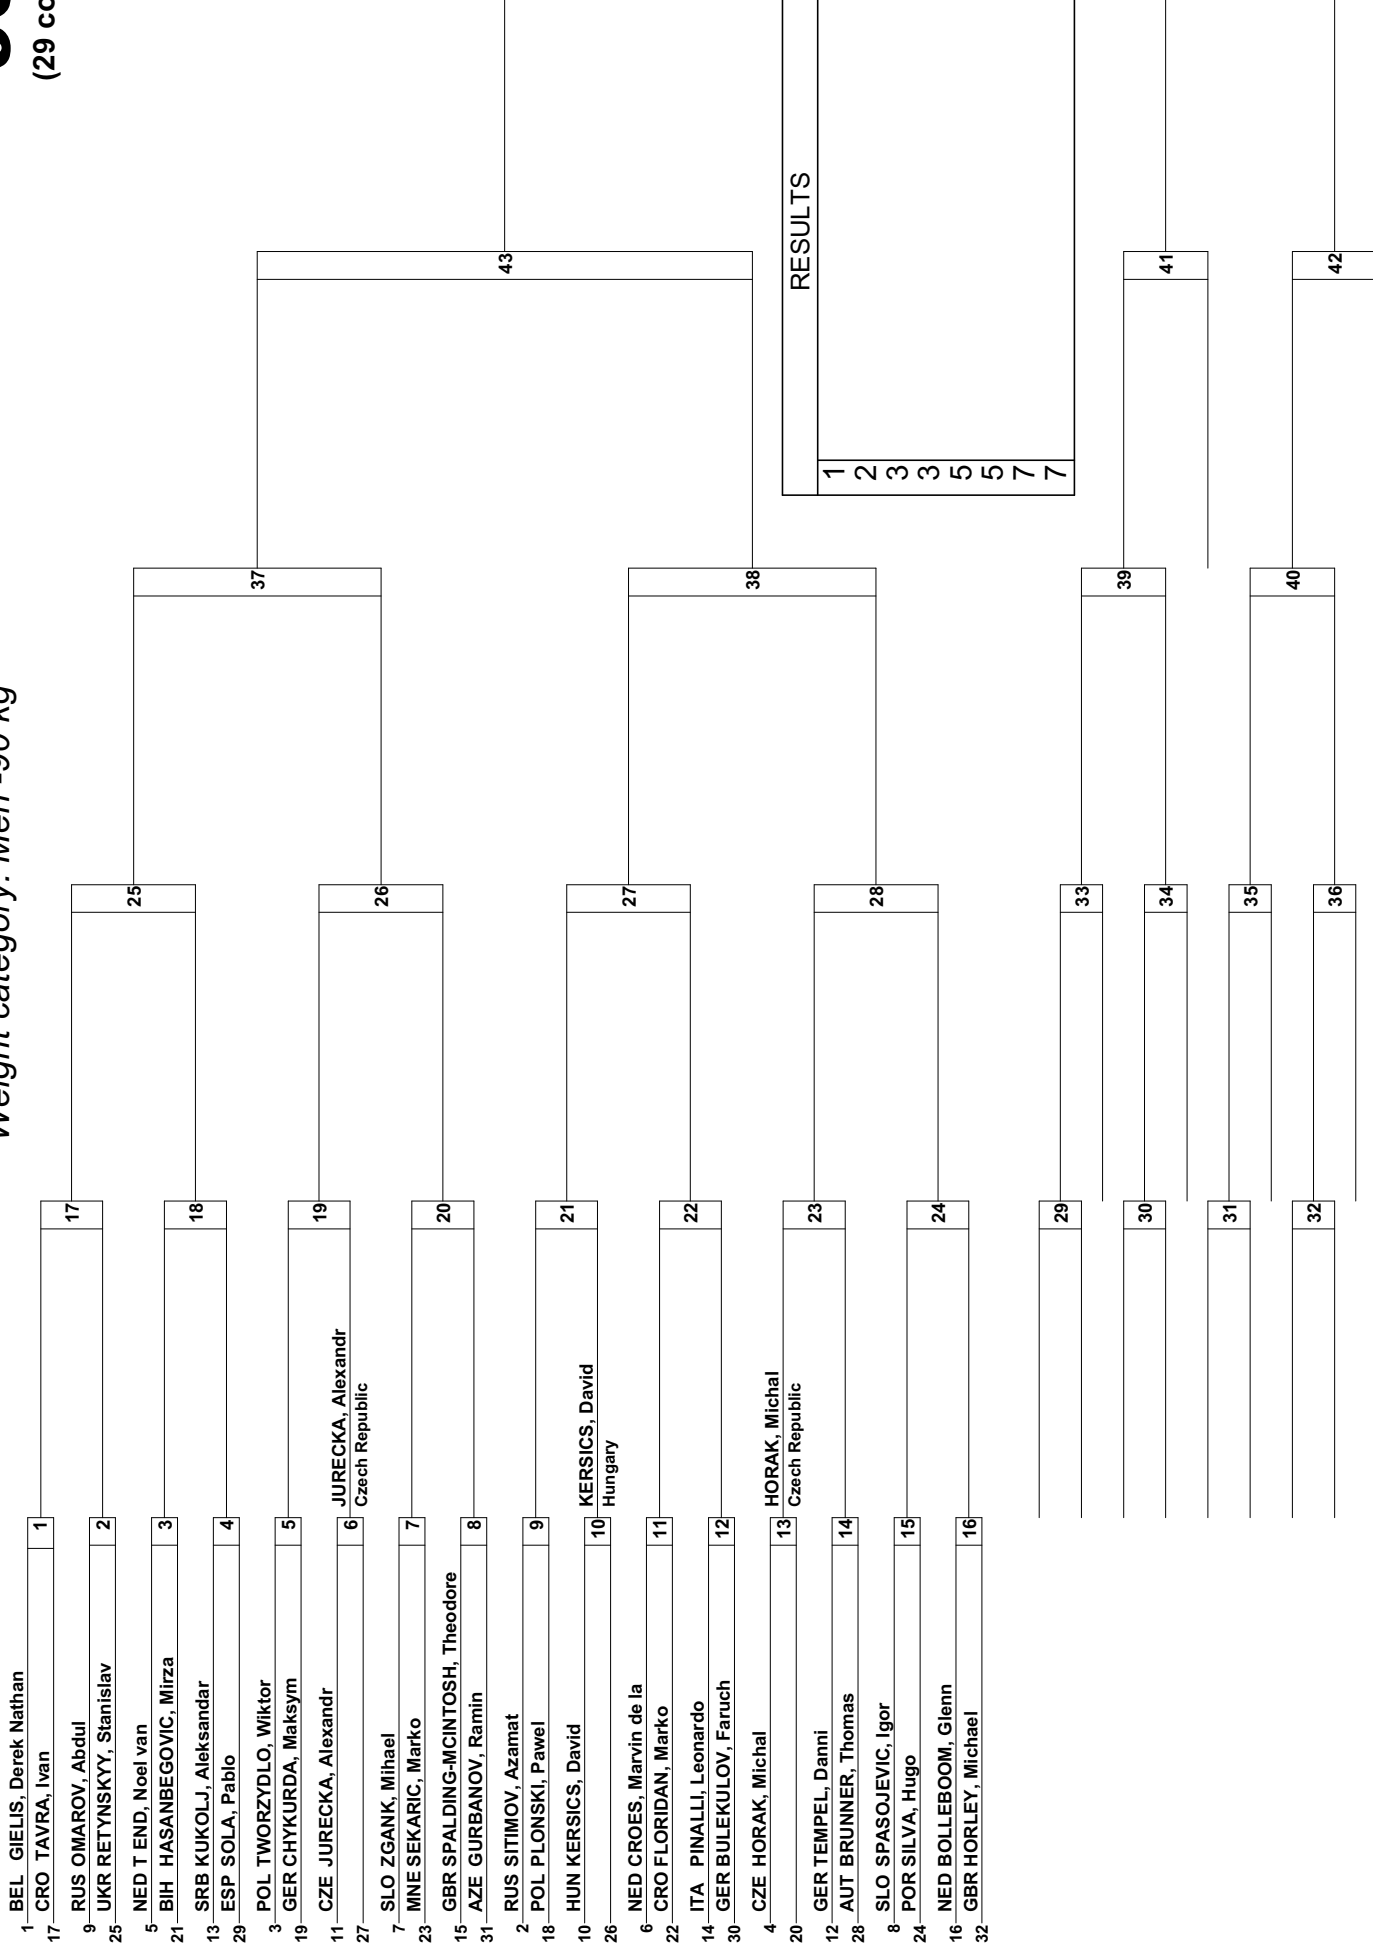 (29
Weight category: Men -90 kg
1 BEL GIELIS, Derek Nathan
17 CRO TAVRA, Ivan
1
9 RUS OMAROV, Abdul
25 UKR RETYNSKYY, Stanislav
2
5 NED T END, Noel van
21 BIH HASANBEGOVIC, Mirza
3
13 SRB KUKOLJ, Aleksandar
29 ESP SOLA, Pablo
4
3 POL TWORZYDLO, Wiktor
19 GER CHYKURDA, Maksym
5
11 CZE JURECKA, Alexandr
27
6
7 SLO ZGANK, Mihael
23 MNE SEKARIC, Marko
7
15 GBR SPALDING-MCINTOSH, Theodore
31 AZE GURBANOV, Ramin
8
2 RUS SITIMOV, Azamat
18 POL PLONSKI, Pawel
9
10 HUN KERSICS, David
26
10
6 NED CROES, Marvin de la
22 CRO FLORIDAN, Marko
11
14 ITA PINALLI, Leonardo
30 GER BULEKULOV, Faruch
12
4 CZE HORAK, Michal
20
13
12 GER TEMPEL, Danni
28 AUT BRUNNER, Thomas
14
8 SLO SPASOJEVIC, Igor
24 POR SILVA, Hugo
15
16 NED BOLLEBOOM, Glenn
32 GBR HORLEY, Michael
16
JURECKA, Alexandr
Czech Republic
KERSICS, David
Hungary
HORAK, Michal
Czech Republic
17
18
19
20
21
22
23
24
29
30
31
32
25
26
27
28
33
34
35
36
37
38
39
40
43
41
42
RESULTS
1
2
3
3
5
5
7
7